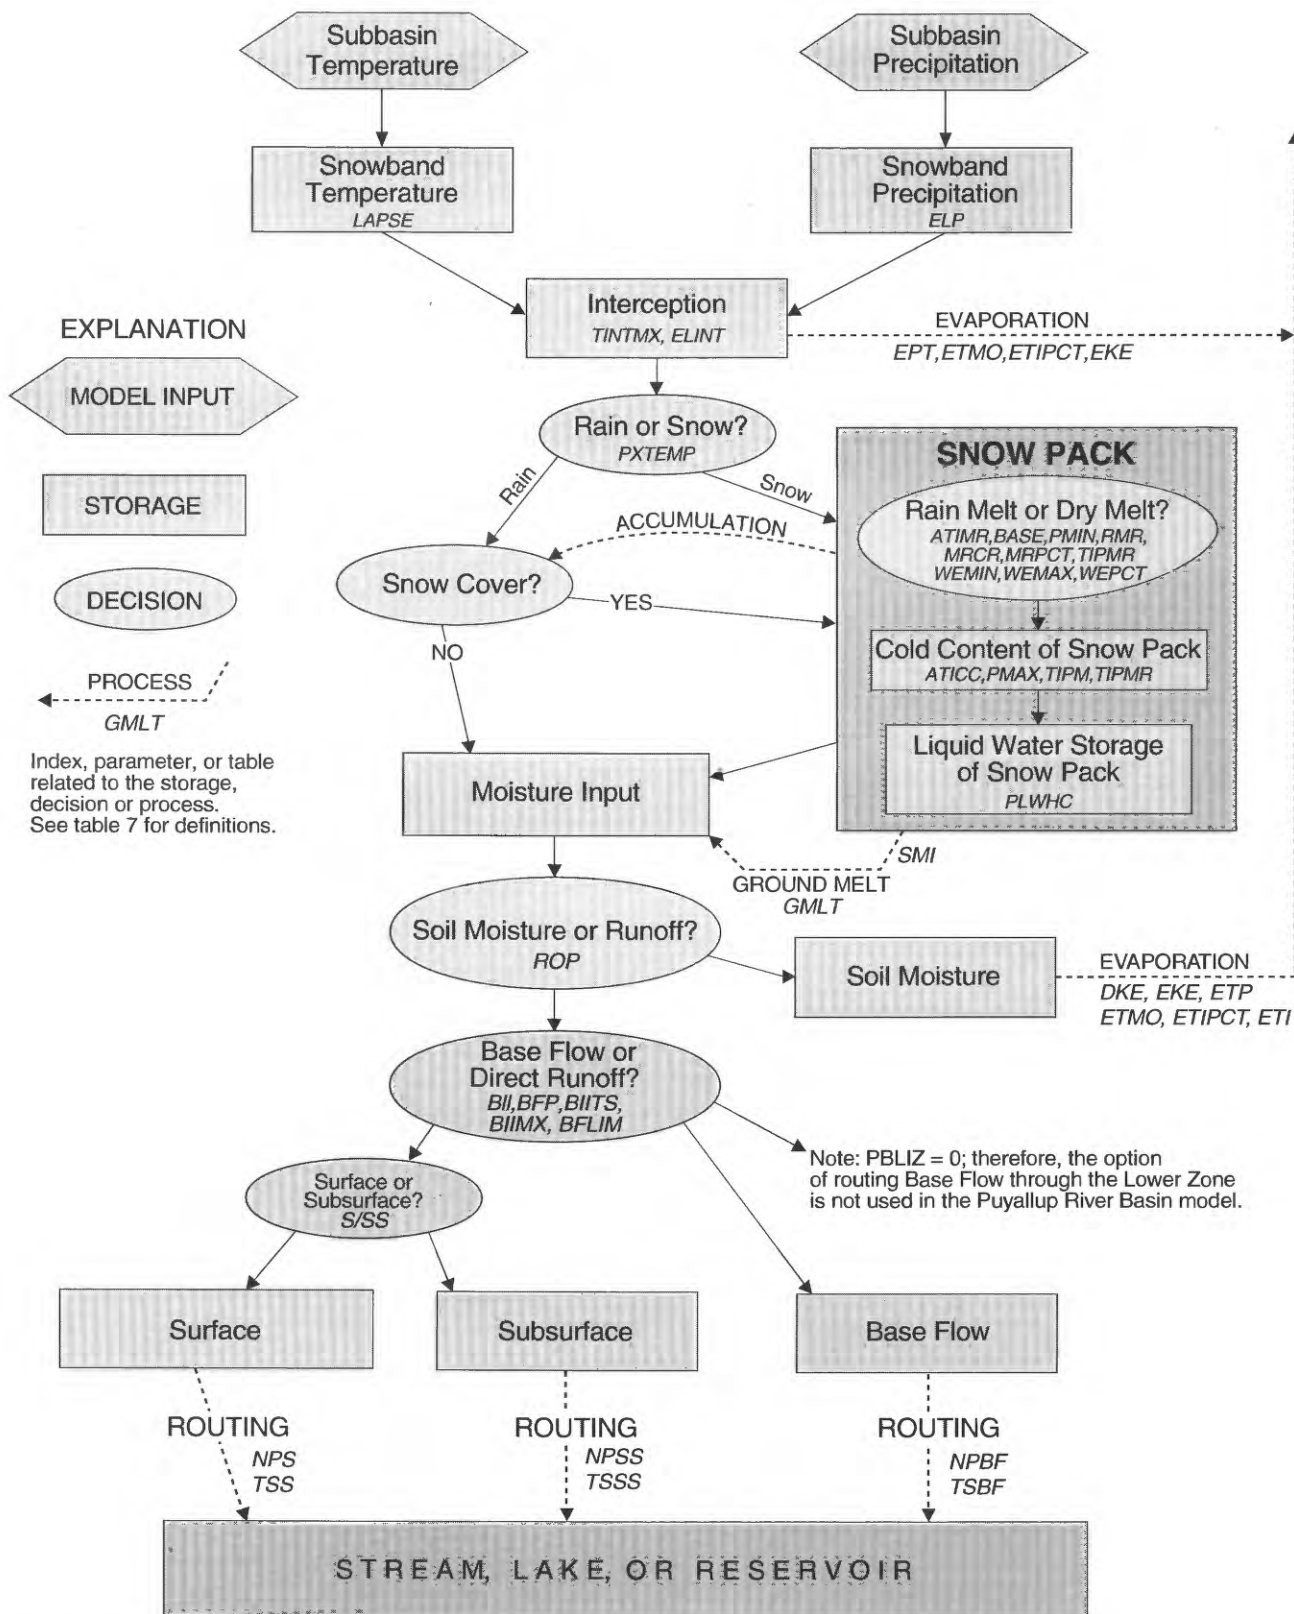 Subbasin
Temperature
Subbasin
Precipitation
Snowband
Temperature
LAPSE
Snowband
Precipitation
ELP
Interception
TINTMX, ELINT
EVAPORATION
EPT,ETMO,ETIPCT,EKE
EXPLANATION
MODEL INPUT
STORAGE
DECISION
PROCESS
GMLT
Index, parameter, or table
related to the storage,
decision or process.
See table 7 for definitions.
Rain or Snow?
PXTEMP
Rain
Snow
ACCUMULATION
Snow Cover?
YES
NO
SNOW PACK
Rain Melt or Dry Melt?
ATIMR,BASE,PMIN,RMR,
MRCR,MRPCT,TIPMR
WEMIN,WEMAX,WEPCT
Cold Content of Snow Pack
ATICC,PMAX,TIPM,TIPMR
Liquid Water Storage
of Snow Pack
PLWHC
Moisture Input
SMI
GROUND MELT
GMLT
Soil Moisture or Runoff?
ROP
Soil Moisture
EVAPORATION
DKE, EKE, ETP
ETMO, ETIPCT, ETI
Base Flow or
Direct Runoff?
BII,BFP,BIITS,
BIIMX, BFLIM
Note: PBLIZ = 0; therefore, the option
of routing Base Flow through the Lower Zone
is not used in the Puyallup River Basin model.
Surface or
Subsurface?
S/SS
Surface
Subsurface
Base Flow
ROUTING
NPS
TSS
ROUTING
NPSS
TSSS
ROUTING
NPBF
TSBF
STREAM, LAKE, OR RESERVOIR